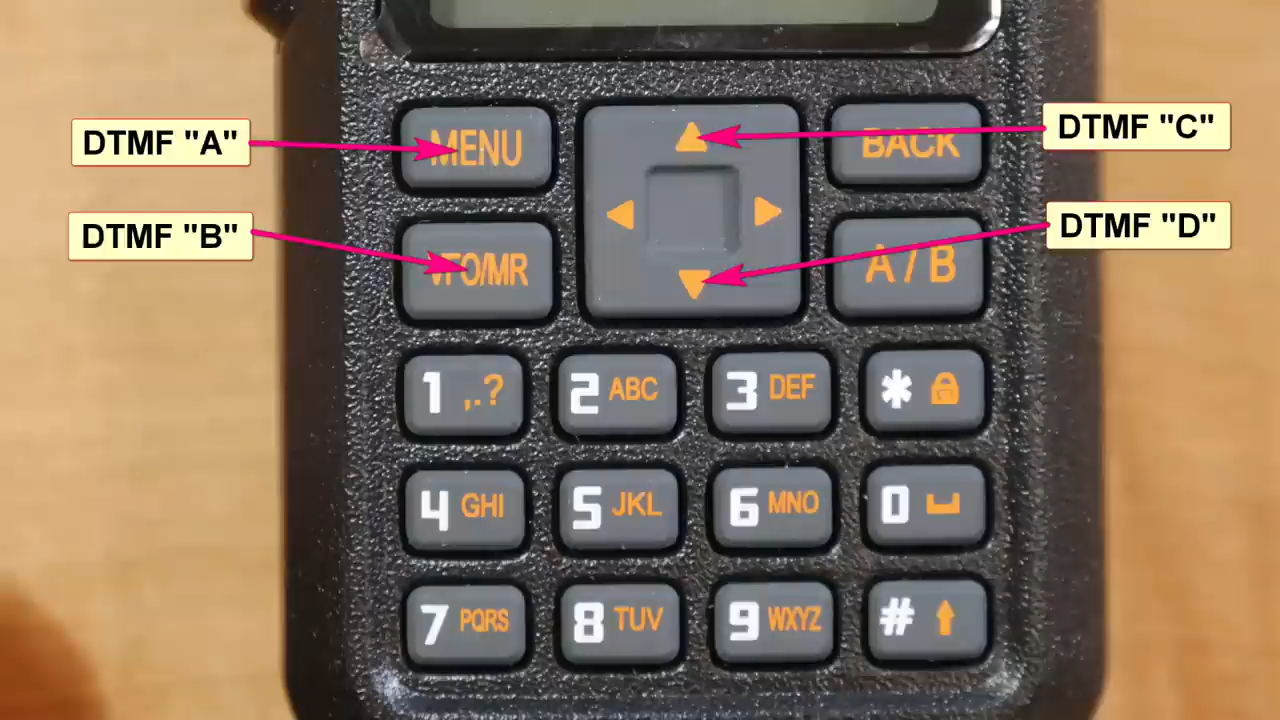 DTMF "A"
MENU
BACK
DTMF "C"
DTMF "B"
VFO/MR
A / B
DTMF "D"
1 ,.?
2 ABC
3 DEF
*
4 GHI
5 JKL
6 MNO
0
7 PQRS
8 TUV
9 WXYZ
#